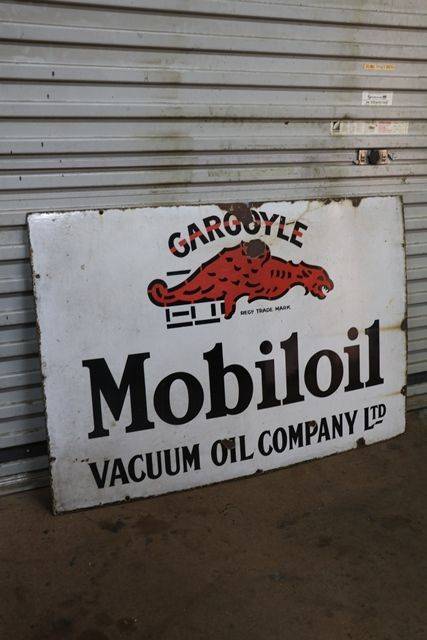 GARGOYLE
REGD TRADE MARK
Mobiloil
VACUUM OIL COMPANY LTD